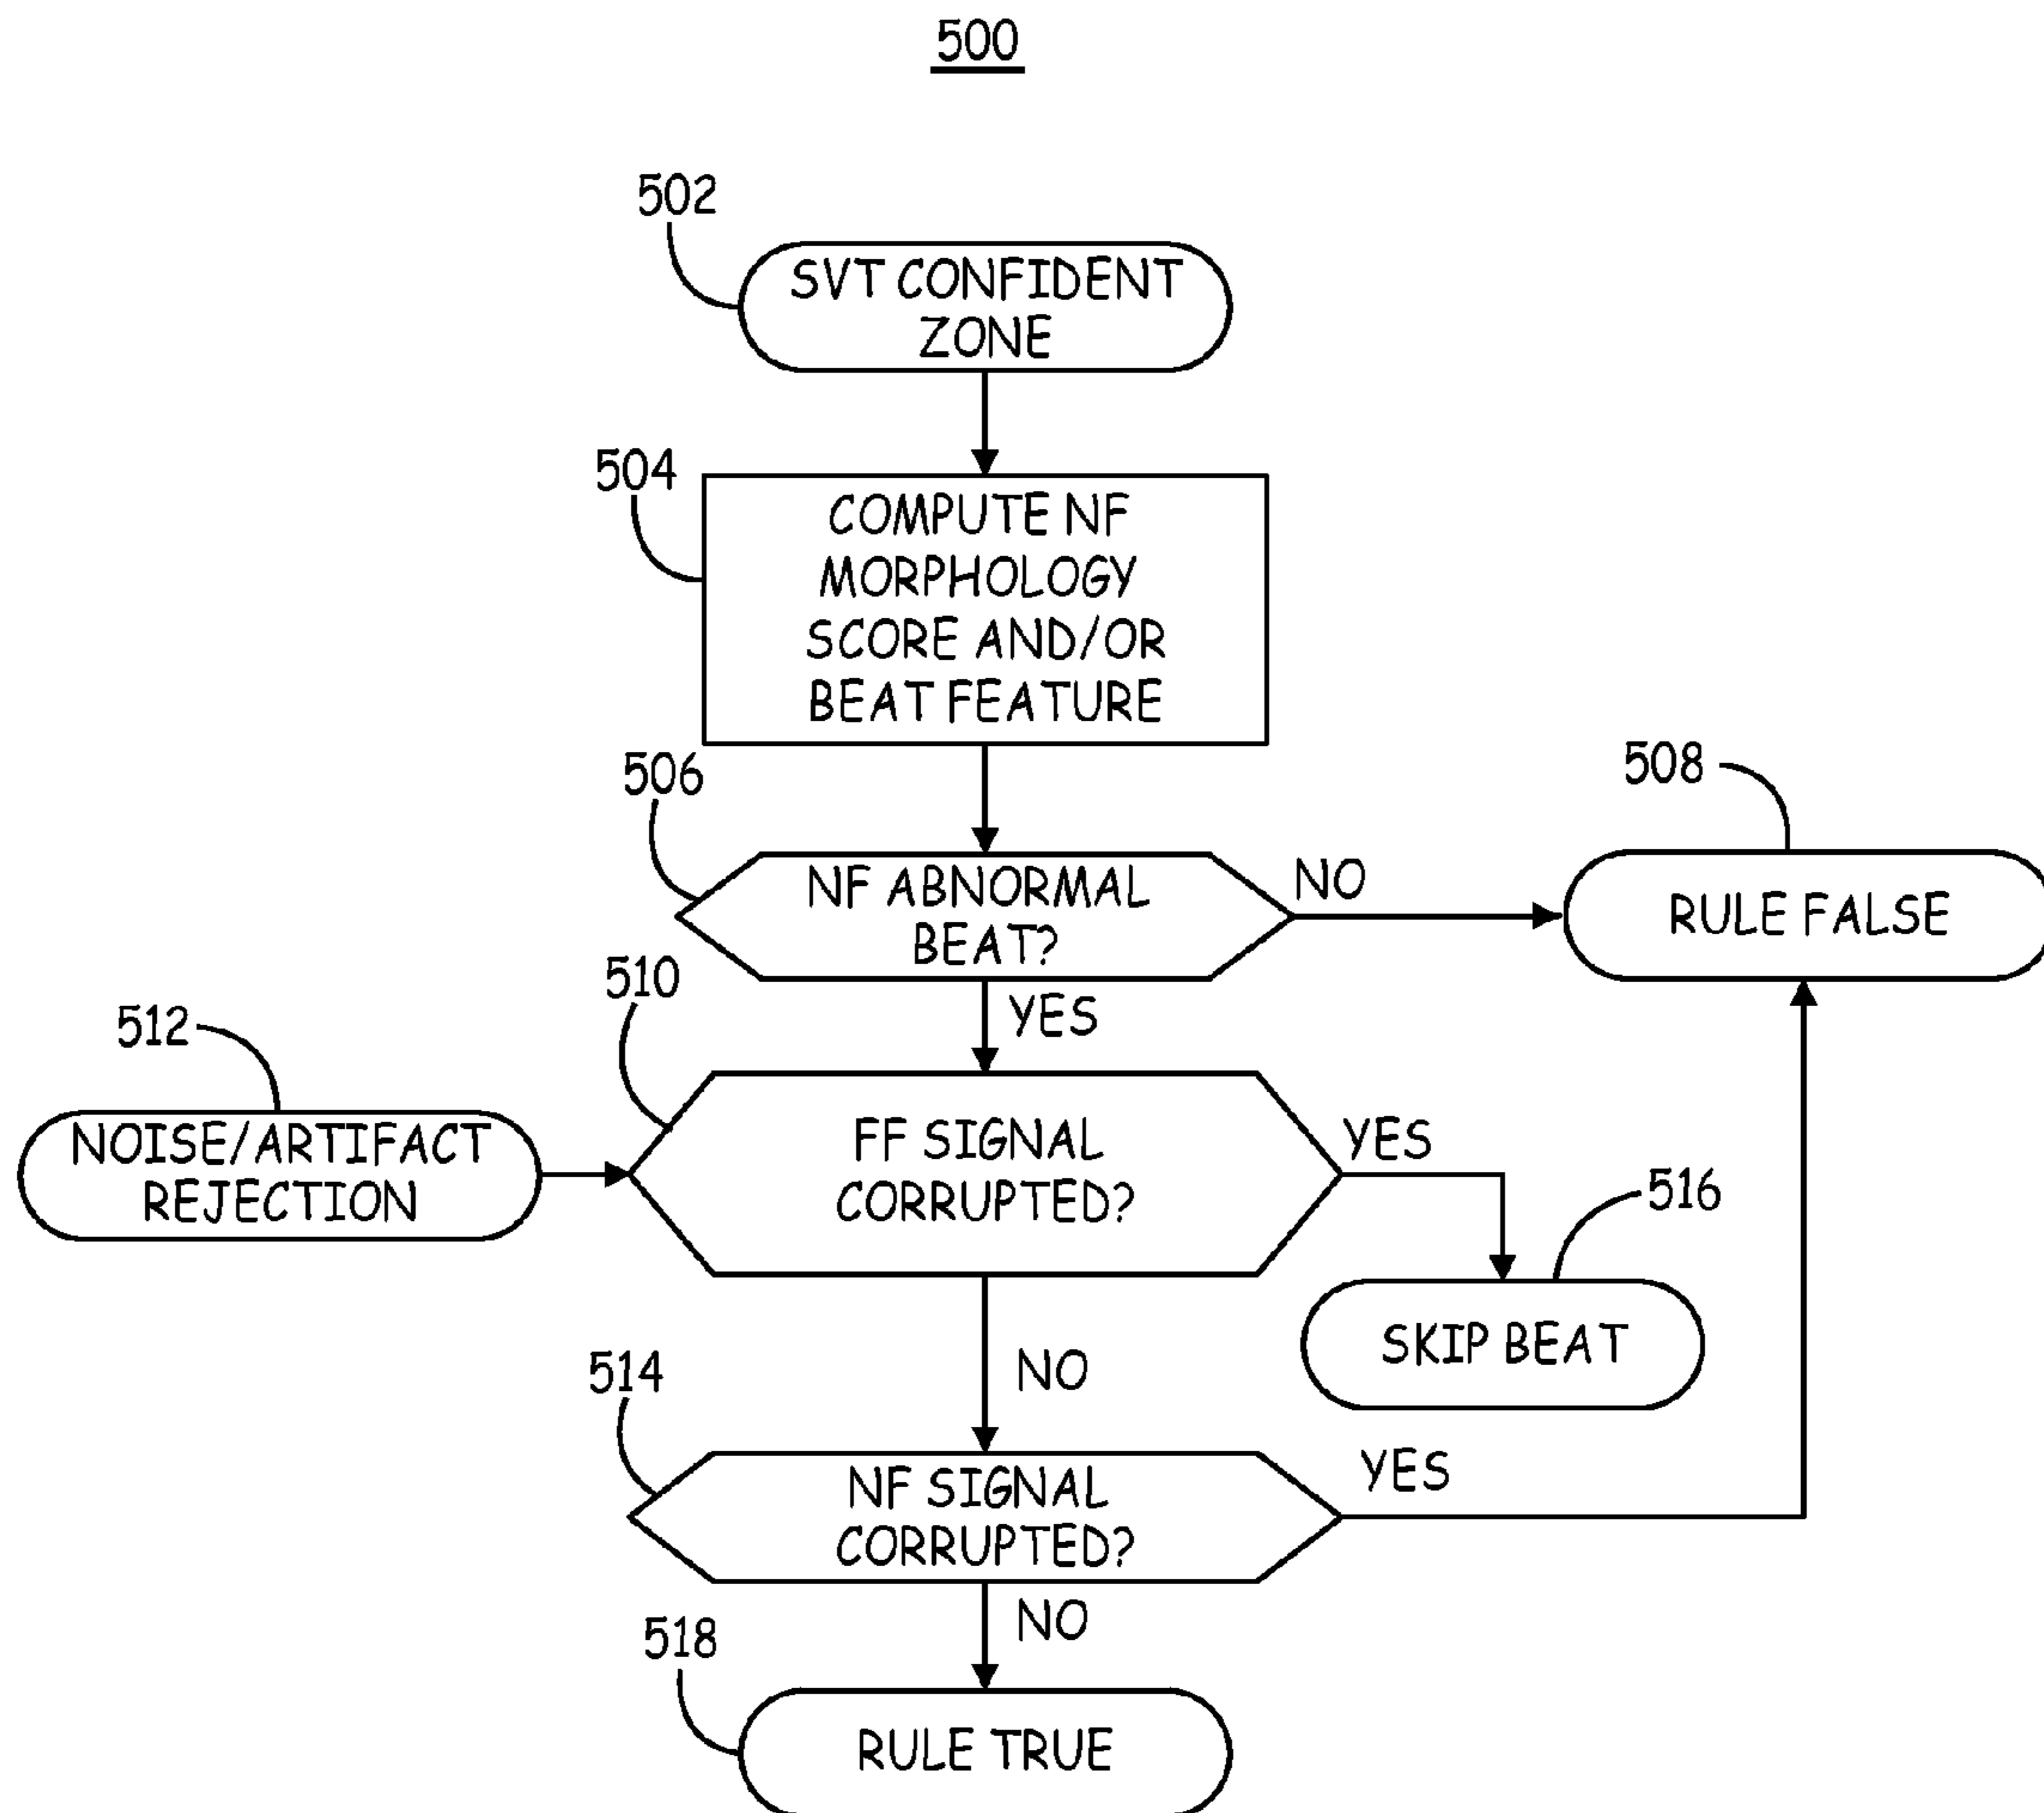 500
502
SVT CONFIDENT
ZONE
504
COMPUTE NF
MORPHOLOGY
SCORE AND/OR
BEAT FEATURE
506
NF ABNORMAL
BEAT?
NO
508
RULE FALSE
YES
510
512
NOISE/ARTIFACT
REJECTION
FF SIGNAL
CORRUPTED?
YES
516
SKIP BEAT
NO
514
NF SIGNAL
CORRUPTED?
YES
NO
518
RULE TRUE